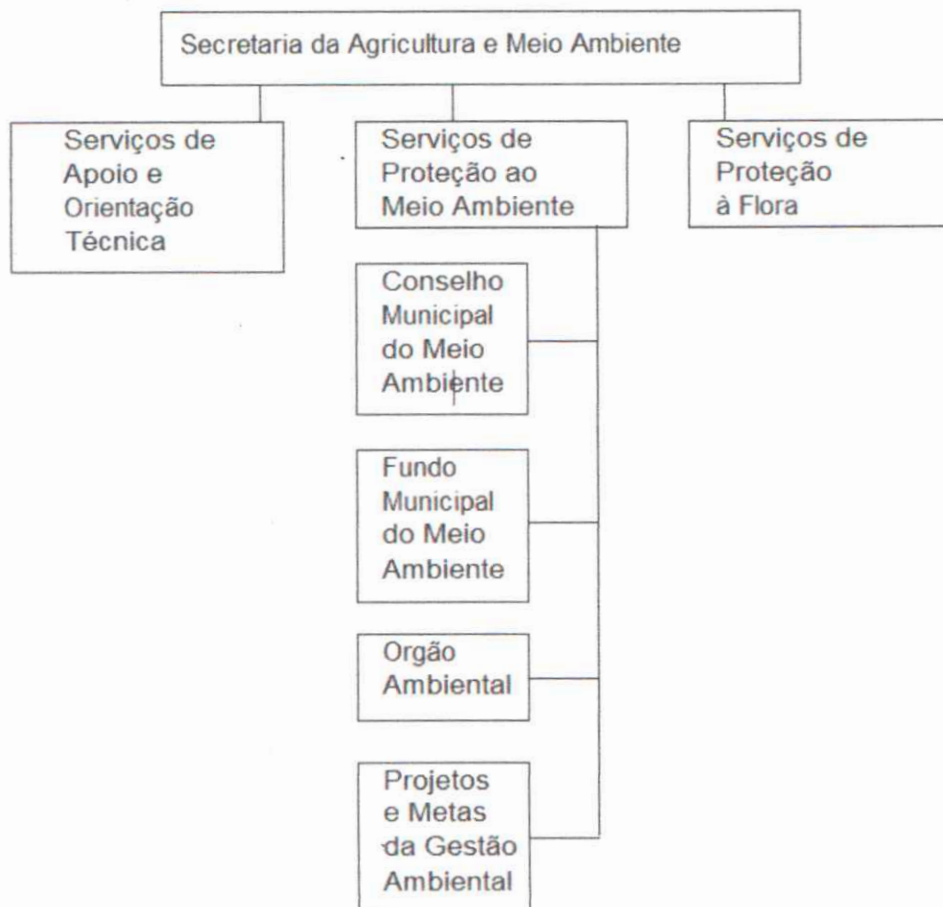 Secretaria da Agricultura e Meio Ambiente
Serviços de
Apoio e
Orientação
Técnica
Serviços de
Proteção ao
Meio Ambiente
Serviços de
Proteção
à Flora
Conselho
Municipal
do Meio
Ambiente
Fundo
Municipal
do Meio
Ambiente
Orgão
Ambiental
Projetos
e Metas
da Gestão
Ambiental